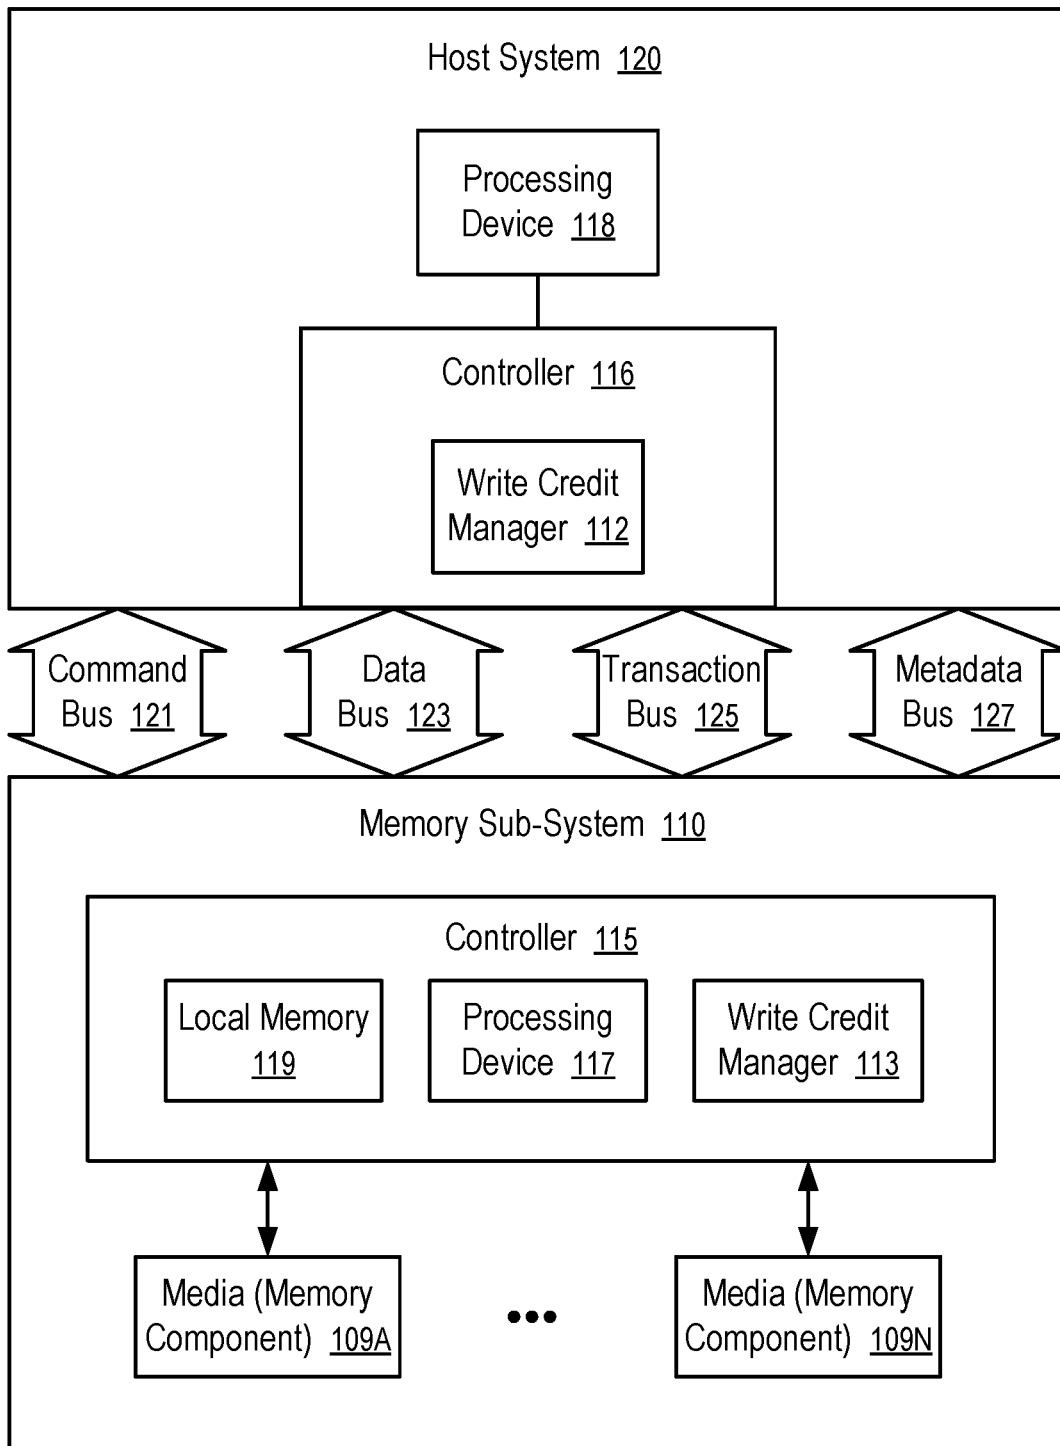 Host System 120
Processing
Device 118
Controller 116
Write Credit
Manager 112
Command
Bus 121
Data
Bus 123
Transaction
Bus 125
Metadata
Bus 127
Memory Sub-System 110
Controller 115
Local Memory
119
Processing
Device 117
Write Credit
Manager 113
Media (Memory
Component) 109A
•••
Media (Memory
Component) 109N